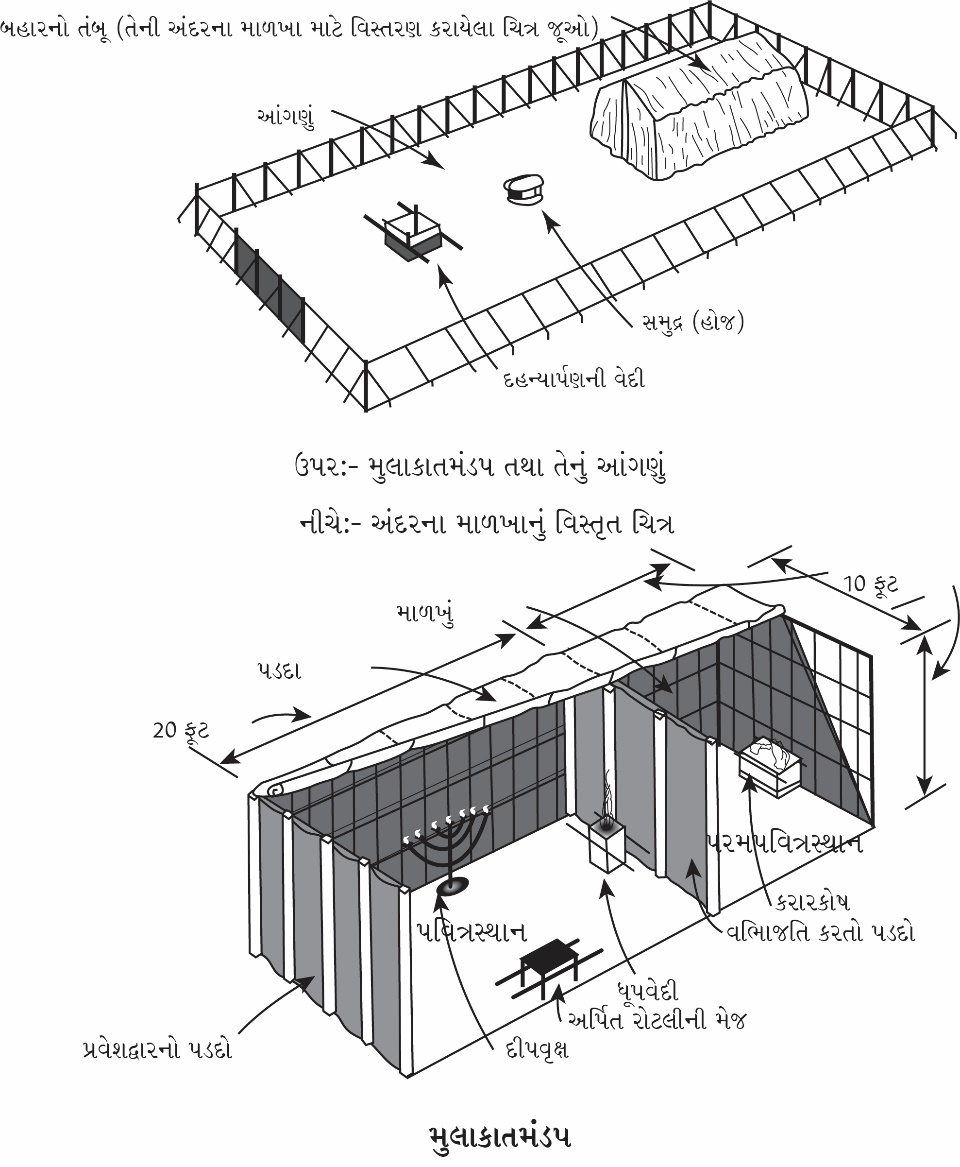 બહારનો તંબૂ (તેની અંદરના માળખા માટે વિસ્તરણ કરાયેલા ચિત્ર જૂઓ)
આંગણું
સમુદ્ર (હોજ)
દહન્યાર્પણની વેદી
ઉપર:- મુલાકાતમંડપ તથા તેનું આંગણું
નીચે:- અંદરના માળખાનું વિસ્તૃત ચિત્ર
10 ફૂટ
માળખું
પડદા
20 ફૂટ
પરમપવિત્રસ્થાન
કરારકોષ
પવિત્રસ્થાન
વભિાજતિ કરતો પડદો
ધૂપવેદી
અર્પિત રોટલીની મેજ
પ્રવેશદ્વારનો પડદો
દીપવૃક્ષ
મુલાકાતમંડપ